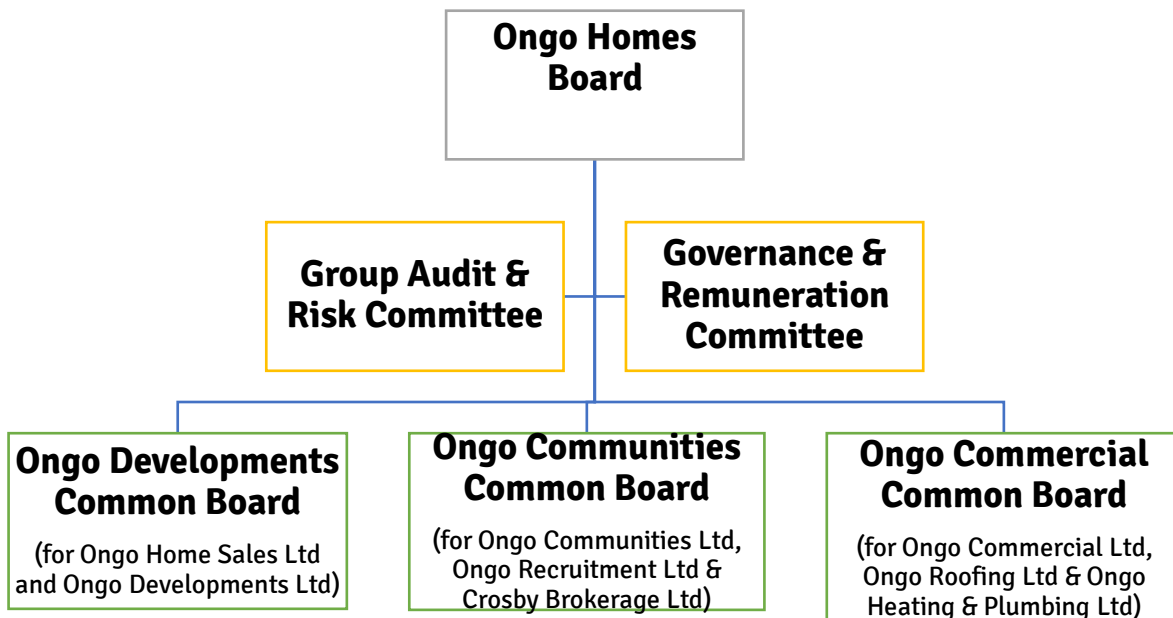 Ongo Homes
Board
Group Audit &
Risk Committee
Governance &
Remuneration
Committee
Ongo Developments
Common Board
(for Ongo Home Sales Ltd
and Ongo Developments Ltd)
Ongo Communities
Common Board
(for Ongo Communities Ltd,
Ongo Recruitment Ltd &
Crosby Brokerage Ltd)
Ongo Commercial
Common Board
(for Ongo Commercial Ltd,
Ongo Roofing Ltd & Ongo
Heating & Plumbing Ltd)